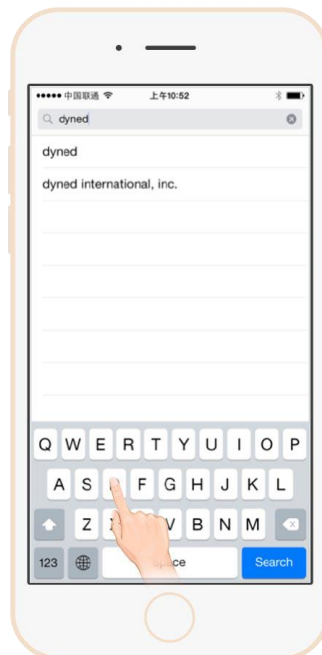 中国联通 上午10:52
dyned
dyned
dyned international, inc.
Q W E R T Y U I O P
A S F G H J K L
Z V B N M
123 Search